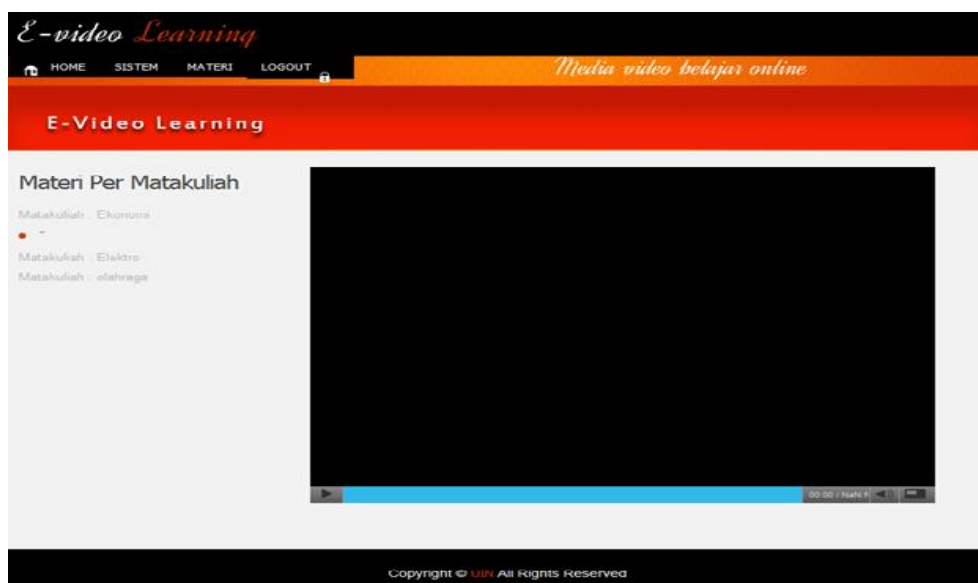 E-video Learning
HOME SISTEM MATERI LOGOUT
Media video belajar online
E-Video Learning
Materi Per Matakuliah
Matakuliah : Ekonomi
-
Matakuliah : Elektro
Matakuliah : olahraga
00:00 / NaN:
Copyright © UIN All Rights Reserved